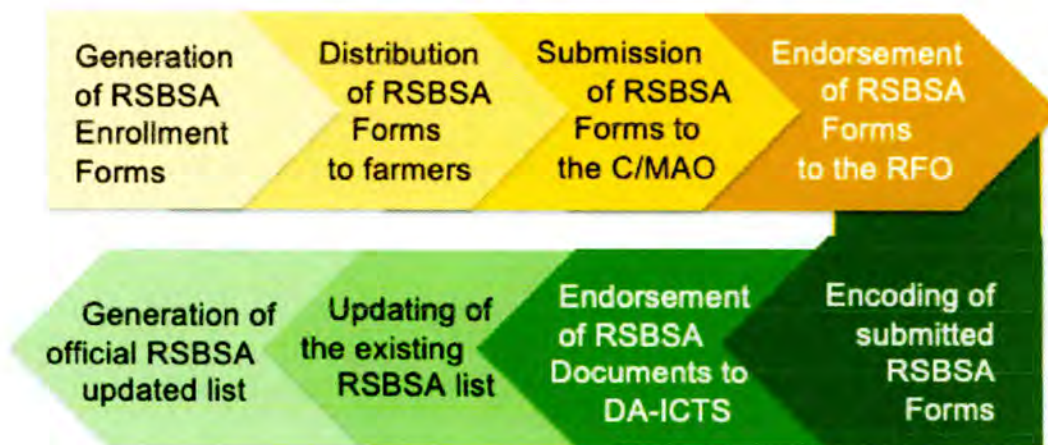 Generation
of RSBSA
Enrollment
Forms
Distribution
of RSBSA
Forms
to farmers
Submission
of RSBSA
Forms to
the C/MAO
Endorsement
of RSBSA
Forms
to the RFO
Encoding of
submitted
RSBSA
Forms
Endorsement
of RSBSA
Documents to
DA-ICTS
Updating of
the existing
RSBSA list
Generation of
official RSBSA
updated list